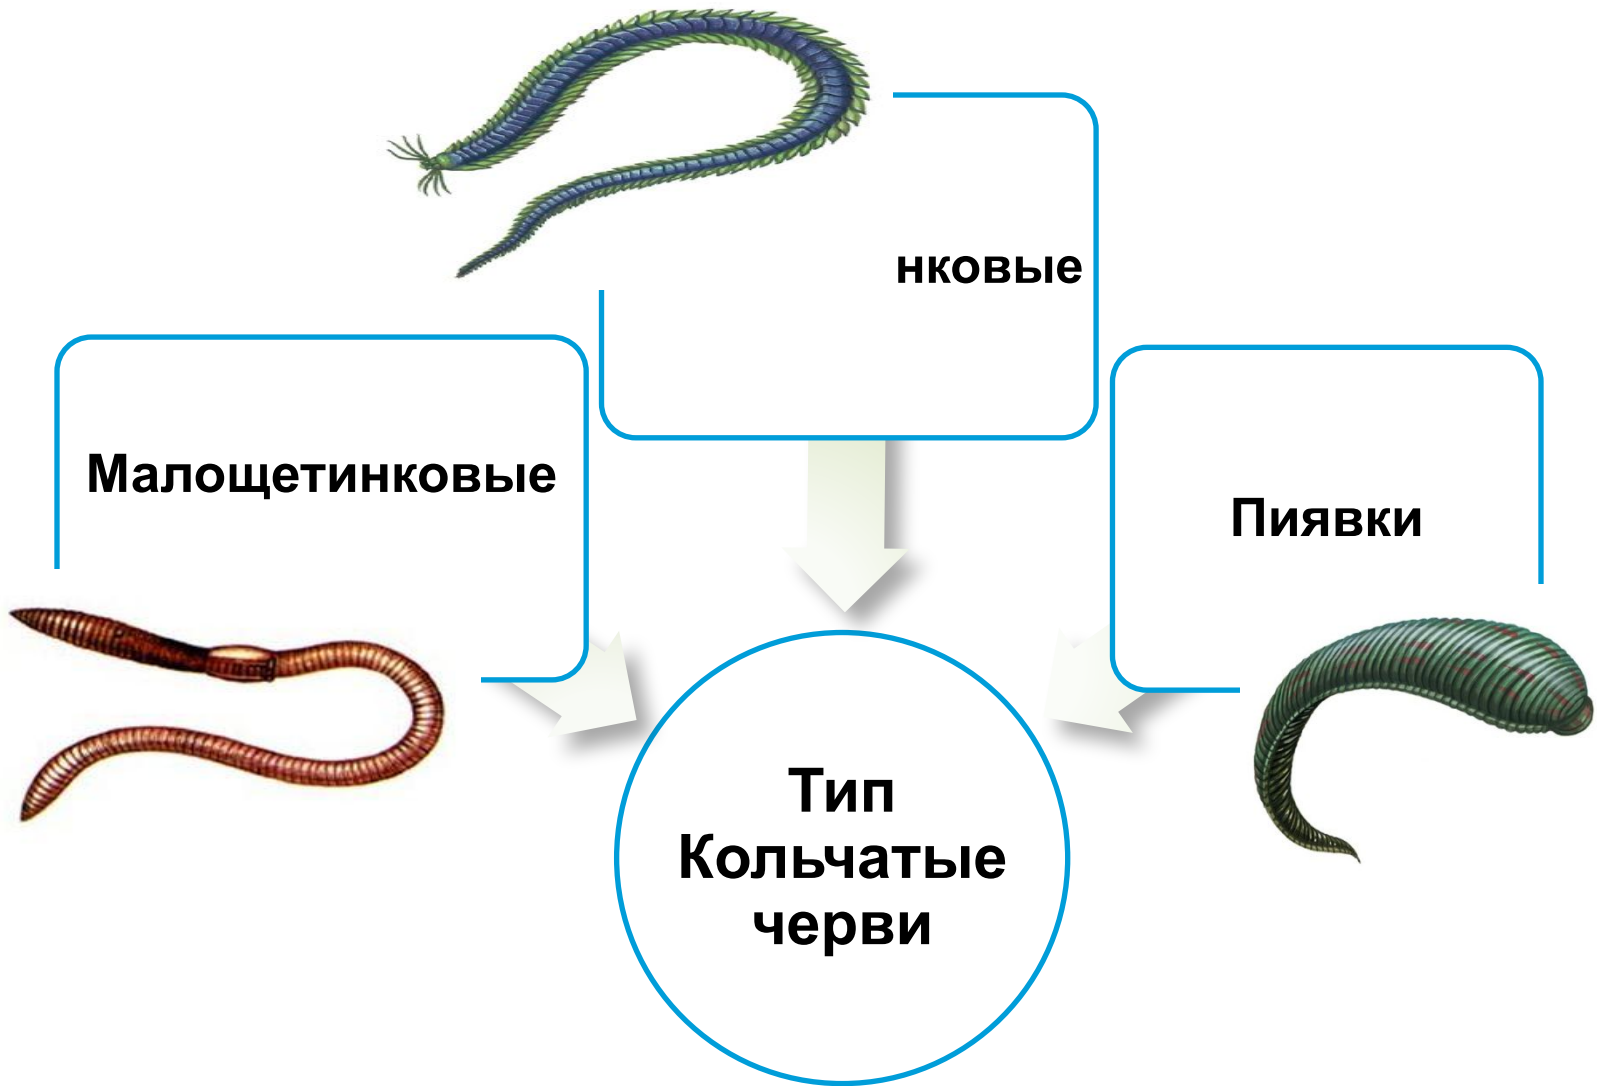 нковые
Малощетинковые
Пиявки
Тип
Кольчатые
черви